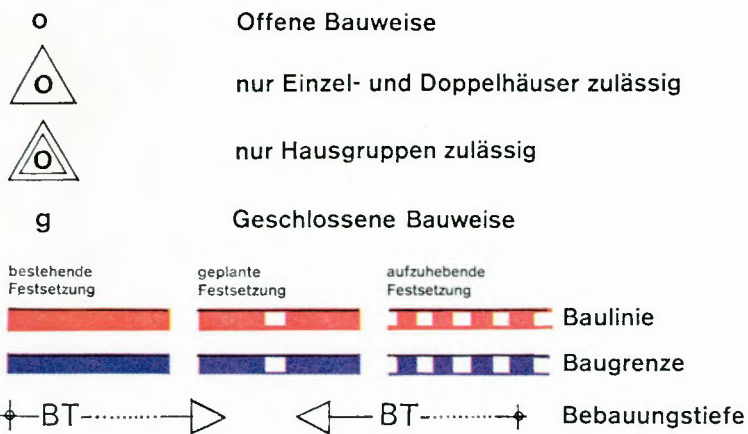 o Offene Bauweise
o nur Einzel- und Doppelhäuser zulässig
o nur Hausgruppen zulässig
g Geschlossene Bauweise
bestehende Festsetzung geplante Festsetzung aufzuhebende Festsetzung
Baulinie
Baugrenze
BT BT Bebauungstiefe